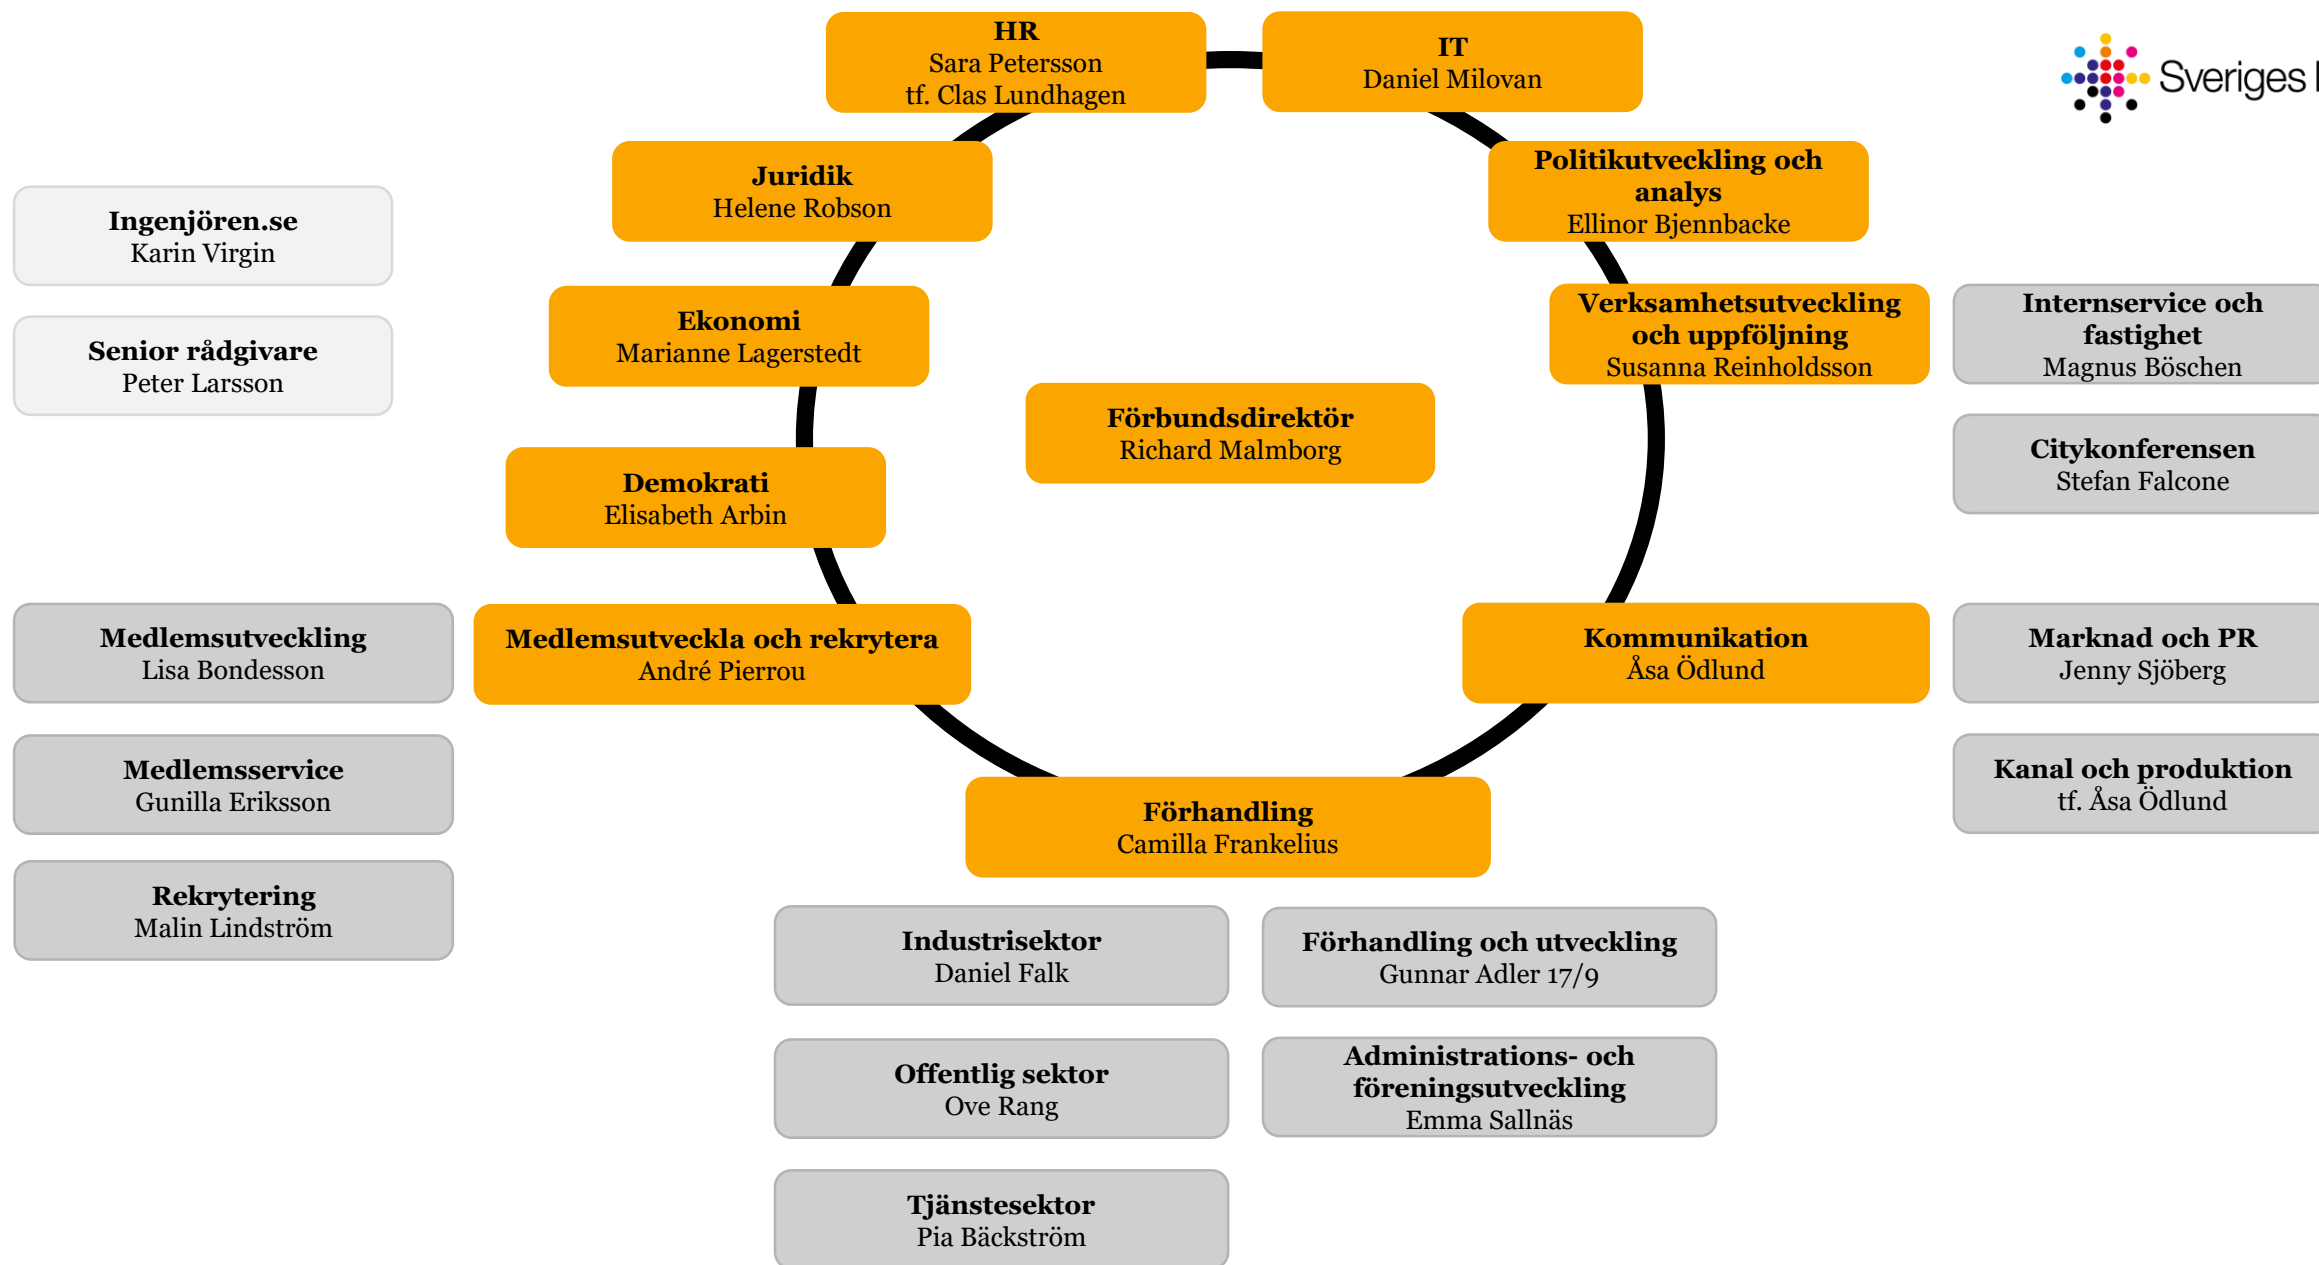 HR
Sara Petersson
tf. Clas Lundhagen
IT
Daniel Milovan
Sveriges
Juridik
Helene Robson
Politikutveckling och
analys
Ellinor Bjennbacke
Ingenjören.se
Karin Virgin
Ekonomi
Marianne Lagerstedt
Verksamhetsutveckling
och uppföljning
Susanna Reinholdsson
Internservice och
fastighet
Magnus Böschen
Senior rådgivare
Peter Larsson
Förbundsdirektör
Richard Malmborg
Citykonferensen
Stefan Falcone
Demokrati
Elisabeth Arbin
Medlemsutveckling
Lisa Bondesson
Medlemsutveckla och rekrytera
André Pierrou
Kommunikation
Åsa Ödlund
Marknad och PR
Jenny Sjöberg
Medlemsservice
Gunilla Eriksson
Kanal och produktion
tf. Åsa Ödlund
Förhandling
Camilla Frankelius
Rekrytering
Malin Lindström
Industrisektor
Daniel Falk
Förhandling och utveckling
Gunnar Adler 17/9
Offentlig sektor
Ove Rang
Administrations- och
föreningsutveckling
Emma Sallnäs
Tjänstesektor
Pia Bäckström